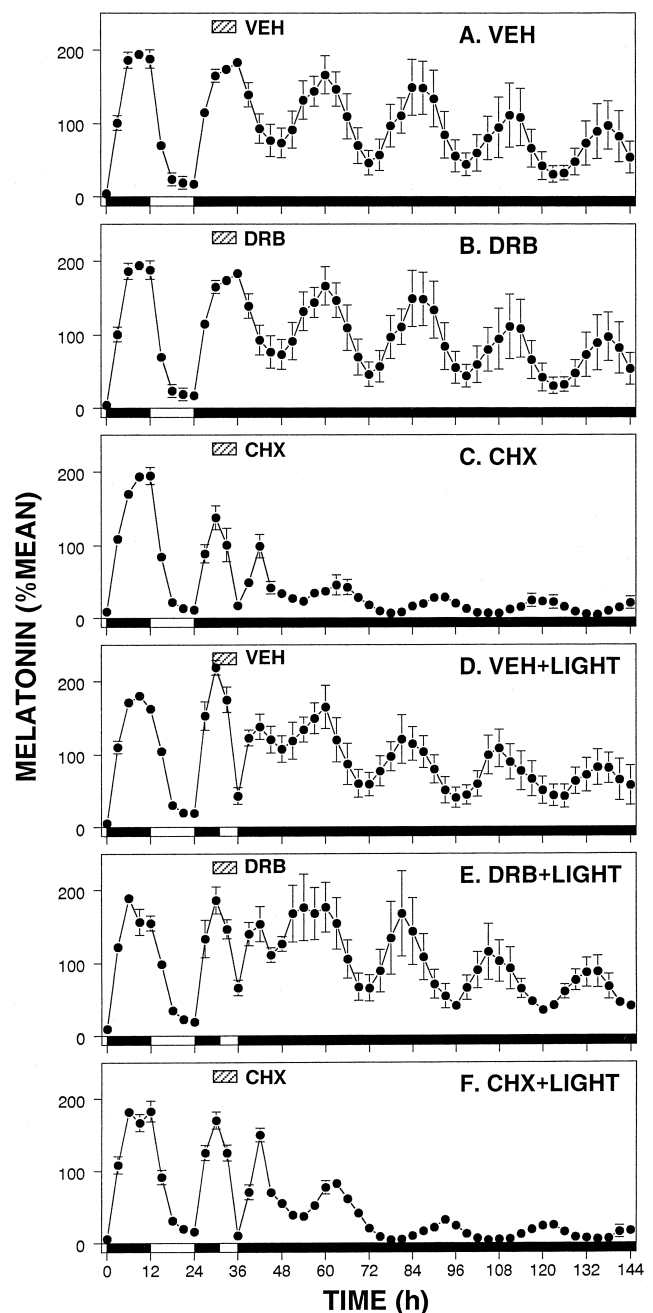 VEH
A. VEH
200
100
0
DRB
B. DRB
200
100
0
CHX
C. CHX
200
100
0
VEH
D. VEH+LIGHT
200
100
0
DRB
E. DRB+LIGHT
200
100
0
CHX
F. CHX+LIGHT
200
100
0
MELATONIN (%MEAN)
0 12 24 36 48 60 72 84 96 108 120 132 144
TIME (h)